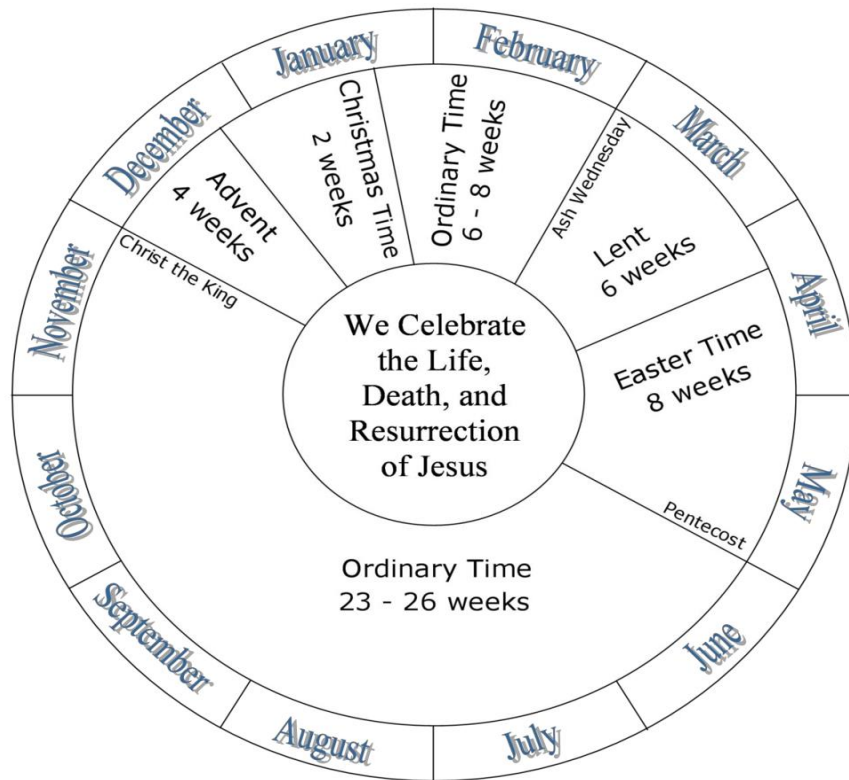 January
February
March
Apriil
May
June
July
August
September
October
November
December
Christ the King
Advent
4 weeks
Christmas Time
2 weeks
Ordinary Time
6 - 8 weeks
Ash Wednesday
Lent
6 weeks
Easter Time
8 weeks
Pentecost
Ordinary Time
23 - 26 weeks
We Celebrate
the Life,
Death, and
Resurrection
of Jesus